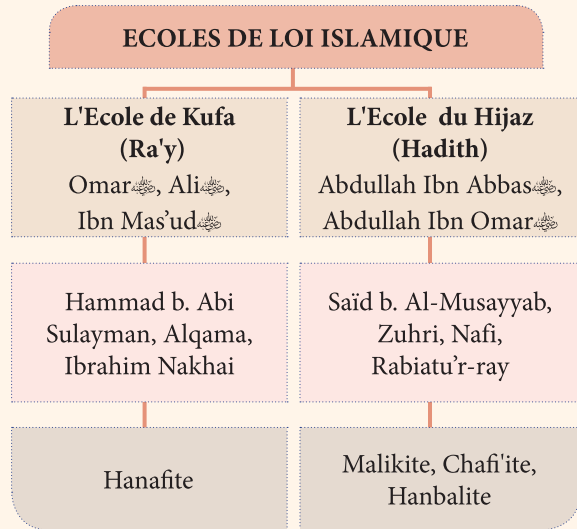 ECOLES DE LOI ISLAMIQUE
L'Ecole de Kufa
(Ra'y)
Omar ﷜, Ali ﷜,
Ibn Mas’ud ﷜
L'Ecole du Hijaz
(Hadith)
Abdullah Ibn Abbas ﷜,
Abdullah Ibn Omar ﷜
Hammad b. Abi
Sulayman, Alqama,
Ibrahim Nakhai
Saïd b. Al-Musayyab,
Zuhri, Nafi,
Rabiatu’r-ray
Hanafite
Malikite, Chafi'ite,
Hanbalite